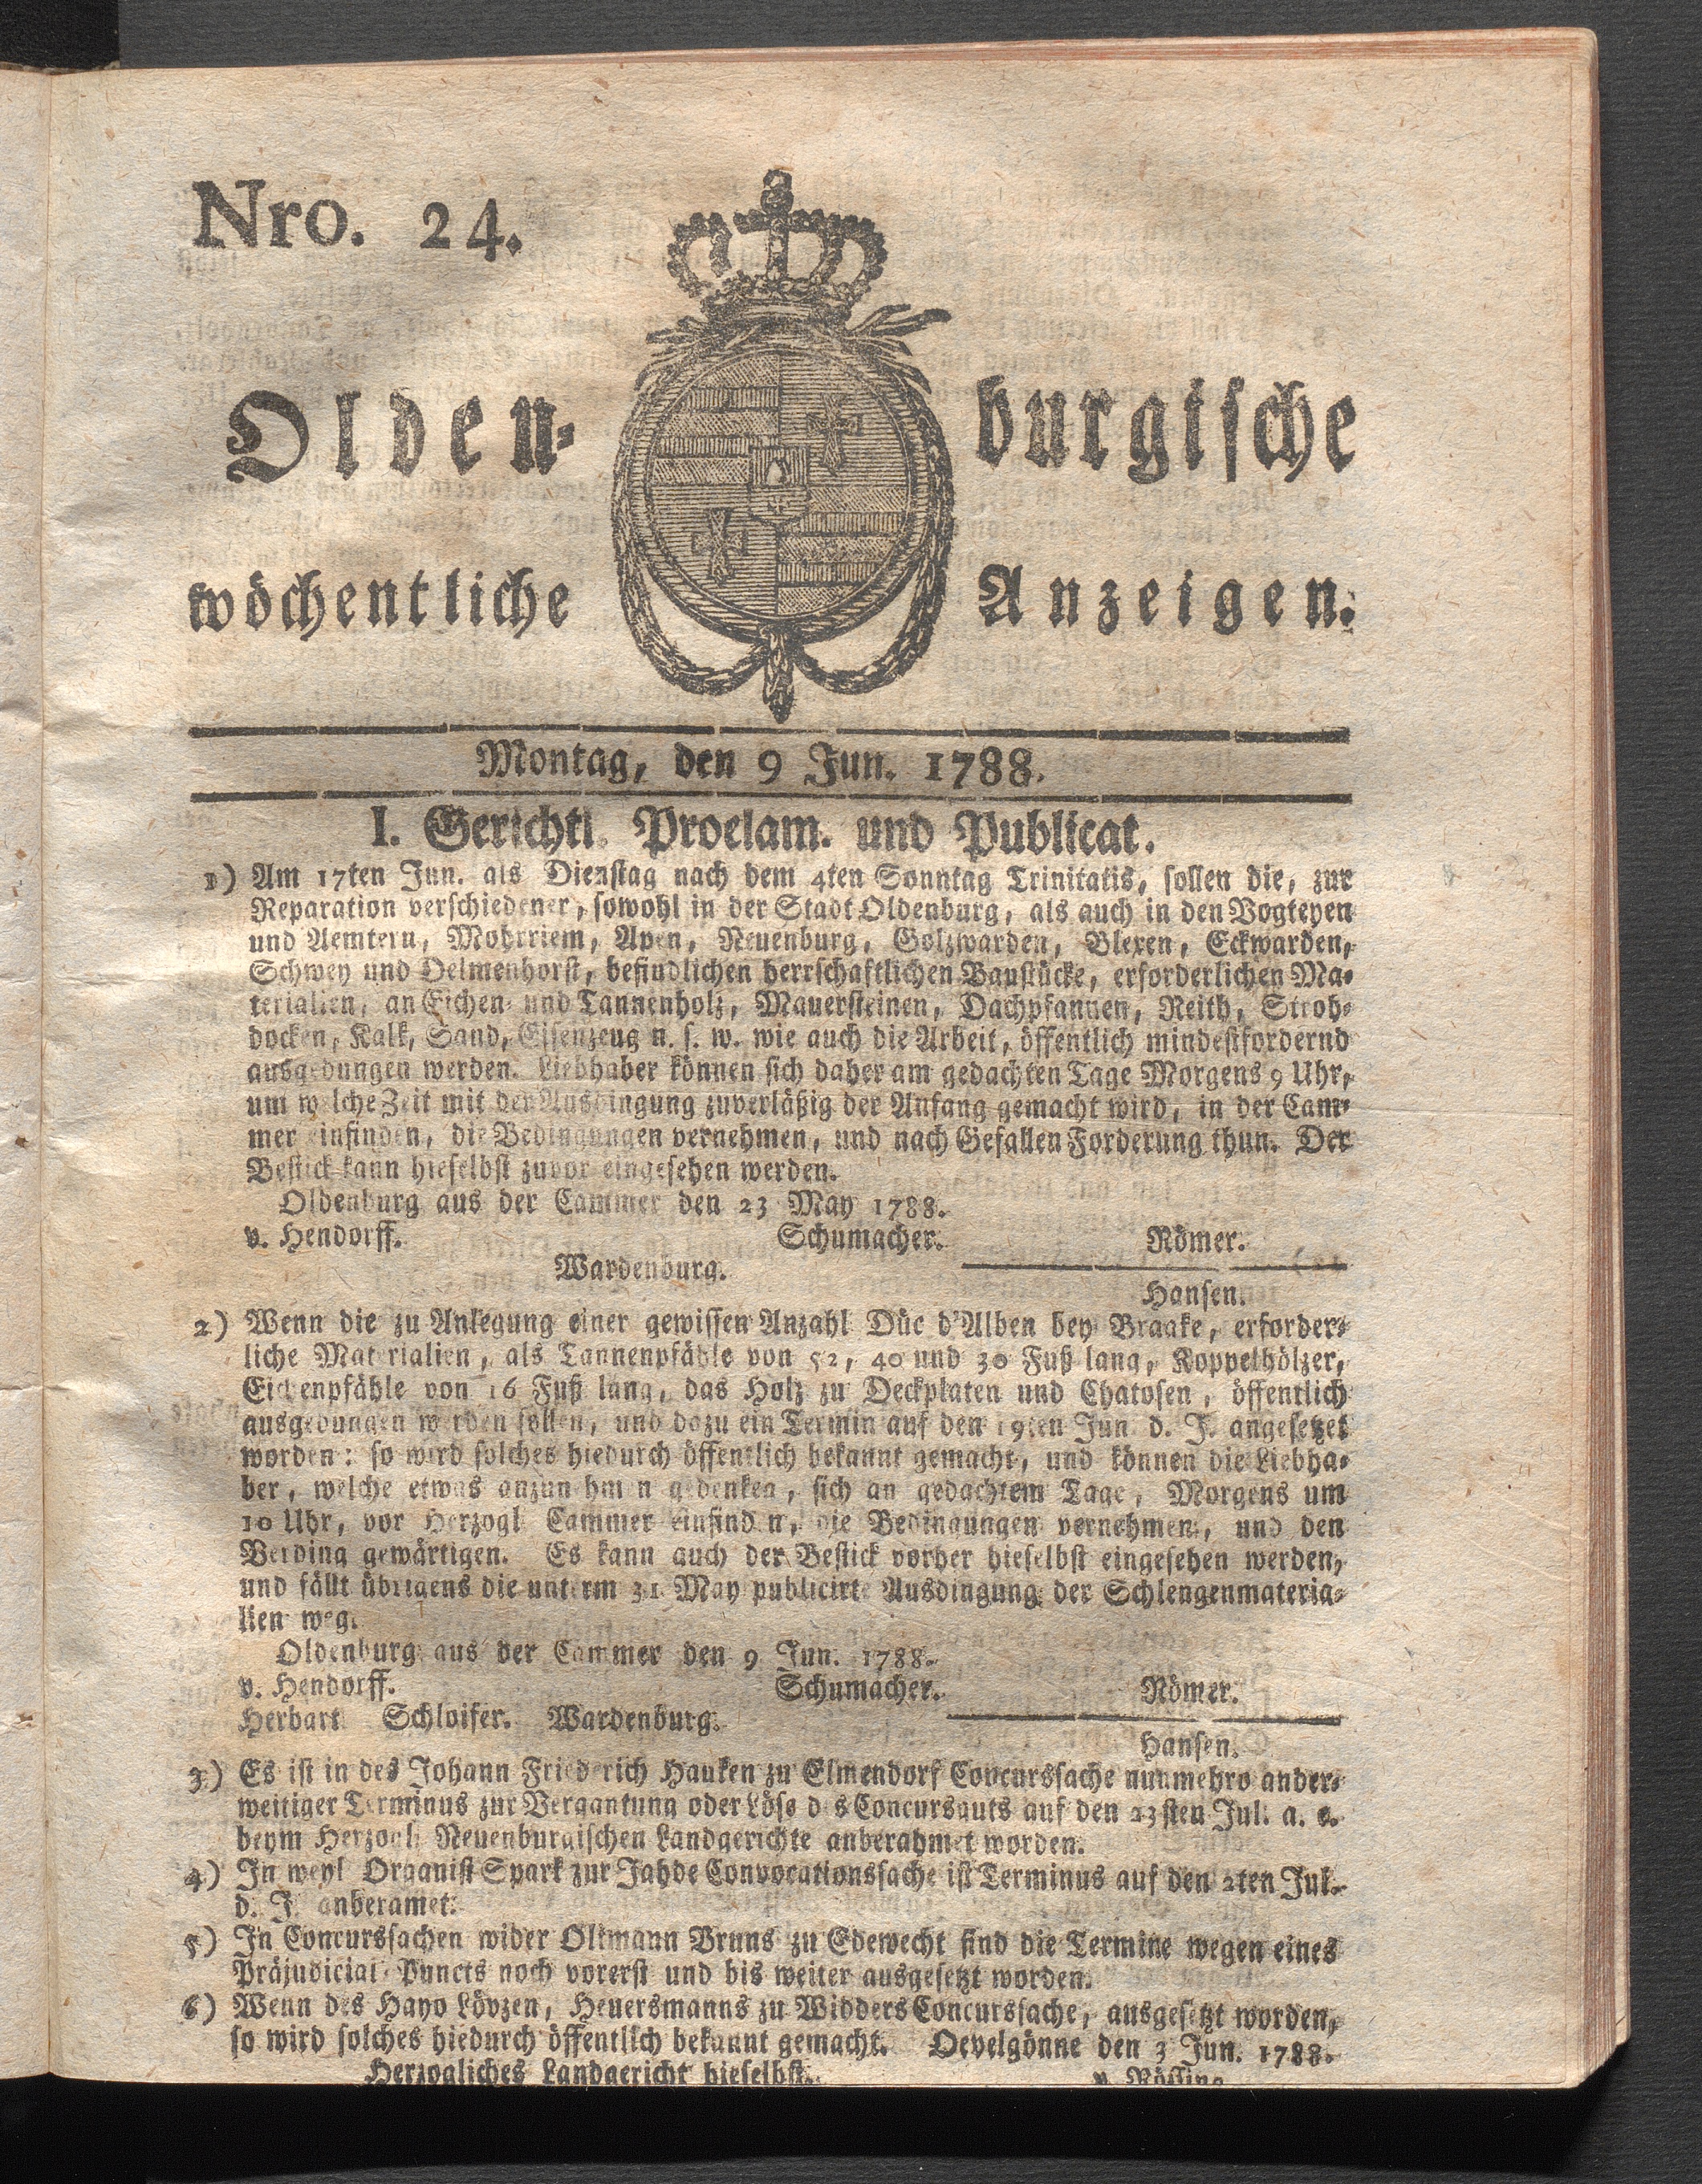 Nro. 24.
Olden- burgische
wöchentliche Anzeigen.
Montag, den 9 Jun. 1788.
I. Gerichtl. Proclam. und Publicat.
1) Am 17ten Jun. als Dienstag nach dem 4ten Sonntag Trinitatis, sollen die, zur
Reparation verschiedener, sowohl in der Stadt Oldenburg, als auch in den Vogteyen
und Aemtern, Mohrriem, Apen, Neuenburg, Golzwarden, Blexen, Eckwarden,
Schwey und Delmenhorst, befindlichen herrschaftlichen Baustücke, erforderlichen Ma-
terialien, an Eichen- und Tannenholz, Mauersteinen, Dachpfannen, Reith, Stroh-
docken, Kalk, Sand, Eisenzeug u. s. w. wie auch die Arbeit, öffentlich mindestfordernd
ausgedungen werden. Liebhaber können sich daher am gedachten Tage Morgens 9 Uhr,
um welche Zeit mit der Ausdingung zuverläßig der Anfang gemacht wird, in der Cam-
mer einfinden, die Bedingungen vernehmen, und nach Gefallen Forderung thun. Der
Bestick kann hieselbst zuvor eingesehen werden.
Oldenburg aus der Cammer den 23 May 1788.
v. Hendorff. Schumacher. Römer.
Wardenburg.
Hansen.
2) Wenn die zu Anlegung einer gewissen Anzahl Düc d'Alben bey Braake, erforder-
liche Materialien, als Tannenpfähle von 52, 40 und 30 Fuß lang, Koppelhölzer,
Eichenpfähle von 16 Fuß lang, das Holz zu Deckplaten und Chatosen, öffentlich
ausgedungen werden sollen, und dazu ein Termin auf den 19ten Jun. d. J. angesetzet
worden: so wird solches hiedurch öffentlich bekannt gemacht, und können die Liebha-
ber, welche etwas anzunehmen gedenken, sich an gedachtem Tage, Morgens um
10 Uhr, vor Herzogl. Cammer einfinden, die Bedingungen vernehmen, und den
Verding gewärtigen. Es kann auch der Bestick vorher hieselbst eingesehen werden,
und fällt übrigens die unterm 31 May publicirte Ausdingung der Schlengenmateria-
lien weg.
Oldenburg aus der Cammer den 9 Jun. 1788.
v. Hendorff. Schumacher. Römer.
Herbart. Schloifer. Wardenburg.
Hansen.
3) Es ist in des Johann Friederich Hauken zu Elmendorf Concurssache nunmehro ander-
weitiger Terminus zur Vergantung oder Löse des Concursguts auf den 23sten Jul. a. c.
beym Herzogl. Neuenburgischen Landgerichte anberahmet worden.
4) In weyl Organist Spark zur Jahde Convocationssache ist Terminus auf den 2ten Jul.
d. J. anberamet.
5) In Concurssachen wider Oltmann Bruns zu Edewecht sind die Termine wegen eines
Präjudicial-Puncts noch vorerst und bis weiter ausgesetzt worden.
6) Wenn des Hayo Lövzen, Heuersmanns zu Widders Concurssache, ausgesetzt worden,
so wird solches hiedurch öffentlich bekannt gemacht. Oevelgönne den 3 Jun. 1788.
Herzogliches Landgericht hieselbst. v. Rössing